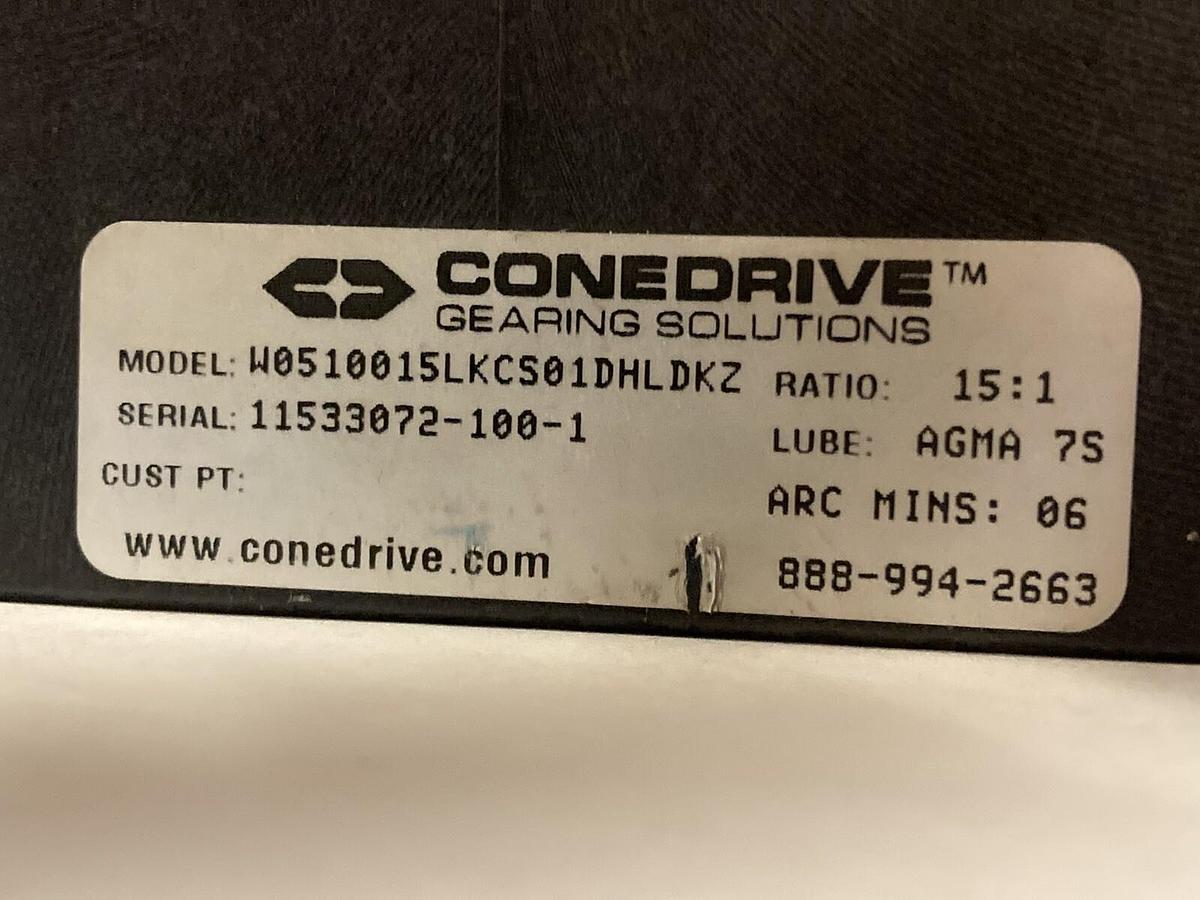 CONEDRIVE™
GEARING SOLUTIONS
MODEL: W0510015LKCS01DHLDKZ
RATIO: 15:1
SERIAL: 11533072-100-1
LUBE: AGMA 7S
CUST PT:
ARC MINS: 06
www.conedrive.com
888-994-2663